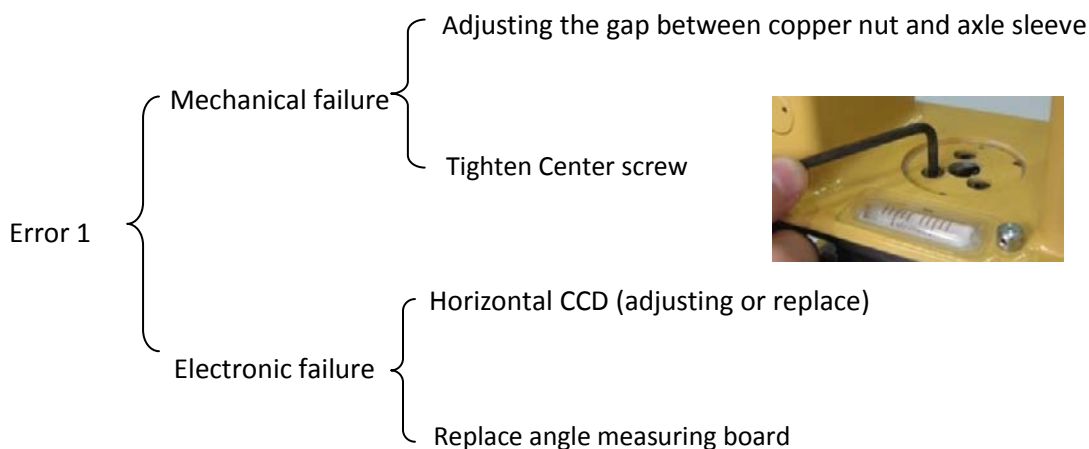 Adjusting the gap between copper nut and axle sleeve
Mechanical failure
Tighten Center screw
Error 1
Horizontal CCD (adjusting or replace)
Electronic failure
Replace angle measuring board